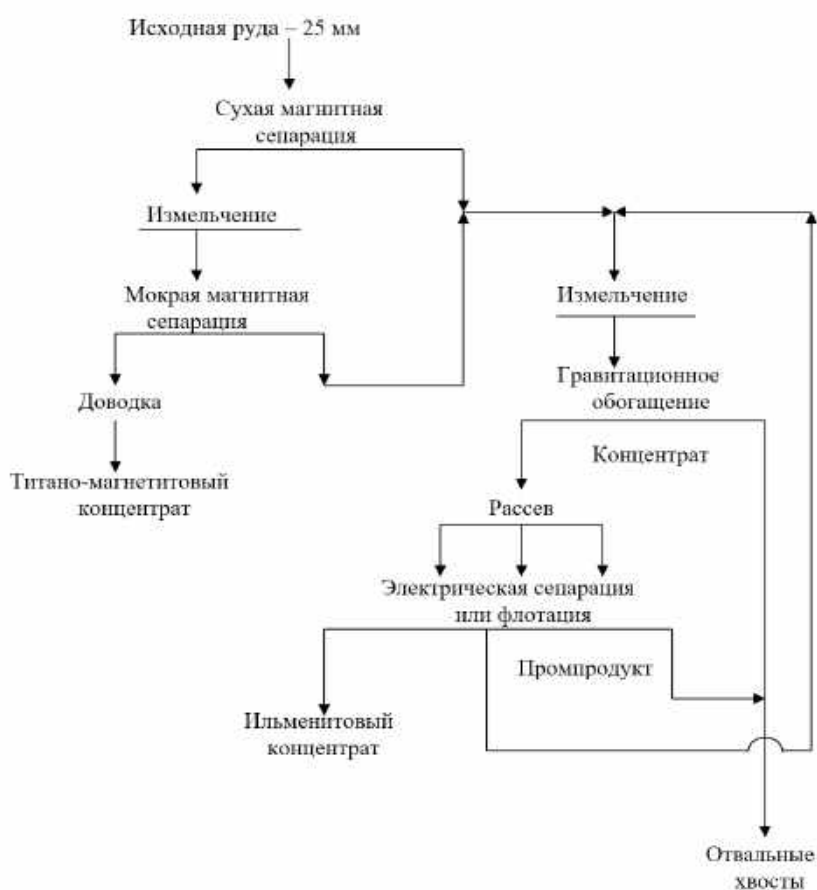 Исходная руда – 25 мм
Сухая магнитная
сепарация
Измельчение
Мокрая магнитная
сепарация
Доводка
Титано-магнетитовый
концентрат
Измельчение
Гравитационное
обогащение
Концентрат
Рассев
Электрическая сепарация
или флотация
Промпродукт
Ильменитовый
концентрат
Отвальные
хвосты